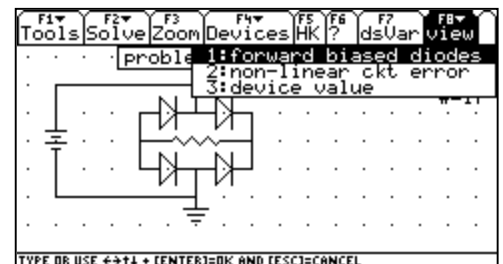 F1▼ F2▼ F3 F4▼ F5 F6 F7 F8▼
Tools Solve Zoom Devices HK ? dsVar view
proble
1:forward biased diodes
2:non-linear ckt error
3:device value
TYPE OR USE ←→↑↓ + [ENTER]=OK AND [ESC]=CANCEL